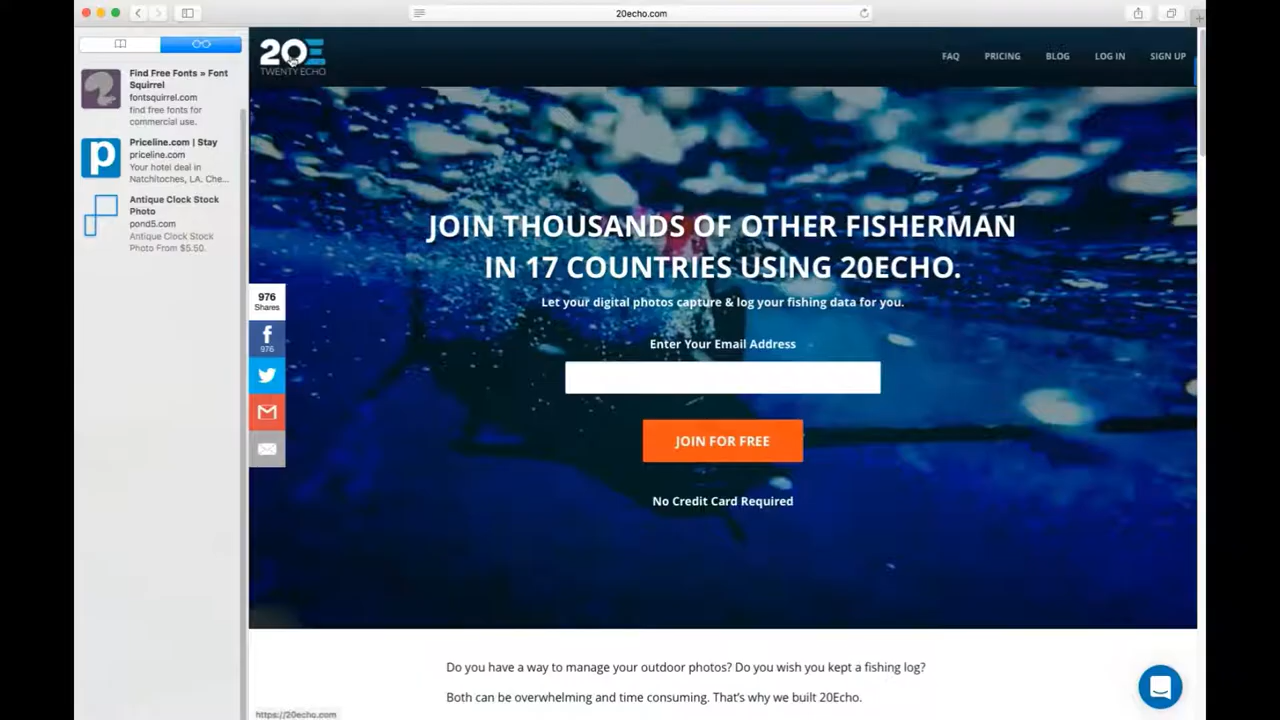 20echo.com
Find Free Fonts » Font
Squirrel
fontsquirrel.com
find free fonts for
commercial use.
Priceline.com | Stay
priceline.com
Your hotel deal in
Natchitoches, LA. Che...
Antique Clock Stock
Photo
pond5.com
Antique Clock Stock
Photo From $5.50.
20E
TWENTY ECHO
FAQ PRICING BLOG LOG IN SIGN UP
JOIN THOUSANDS OF OTHER FISHERMAN
IN 17 COUNTRIES USING 20ECHO.
Let your digital photos capture & log your fishing data for you.
Enter Your Email Address
JOIN FOR FREE
No Credit Card Required
976
Shares
976
Do you have a way to manage your outdoor photos? Do you wish you kept a fishing log?
Both can be overwhelming and time consuming. That's why we built 20Echo.
https://20echo.com